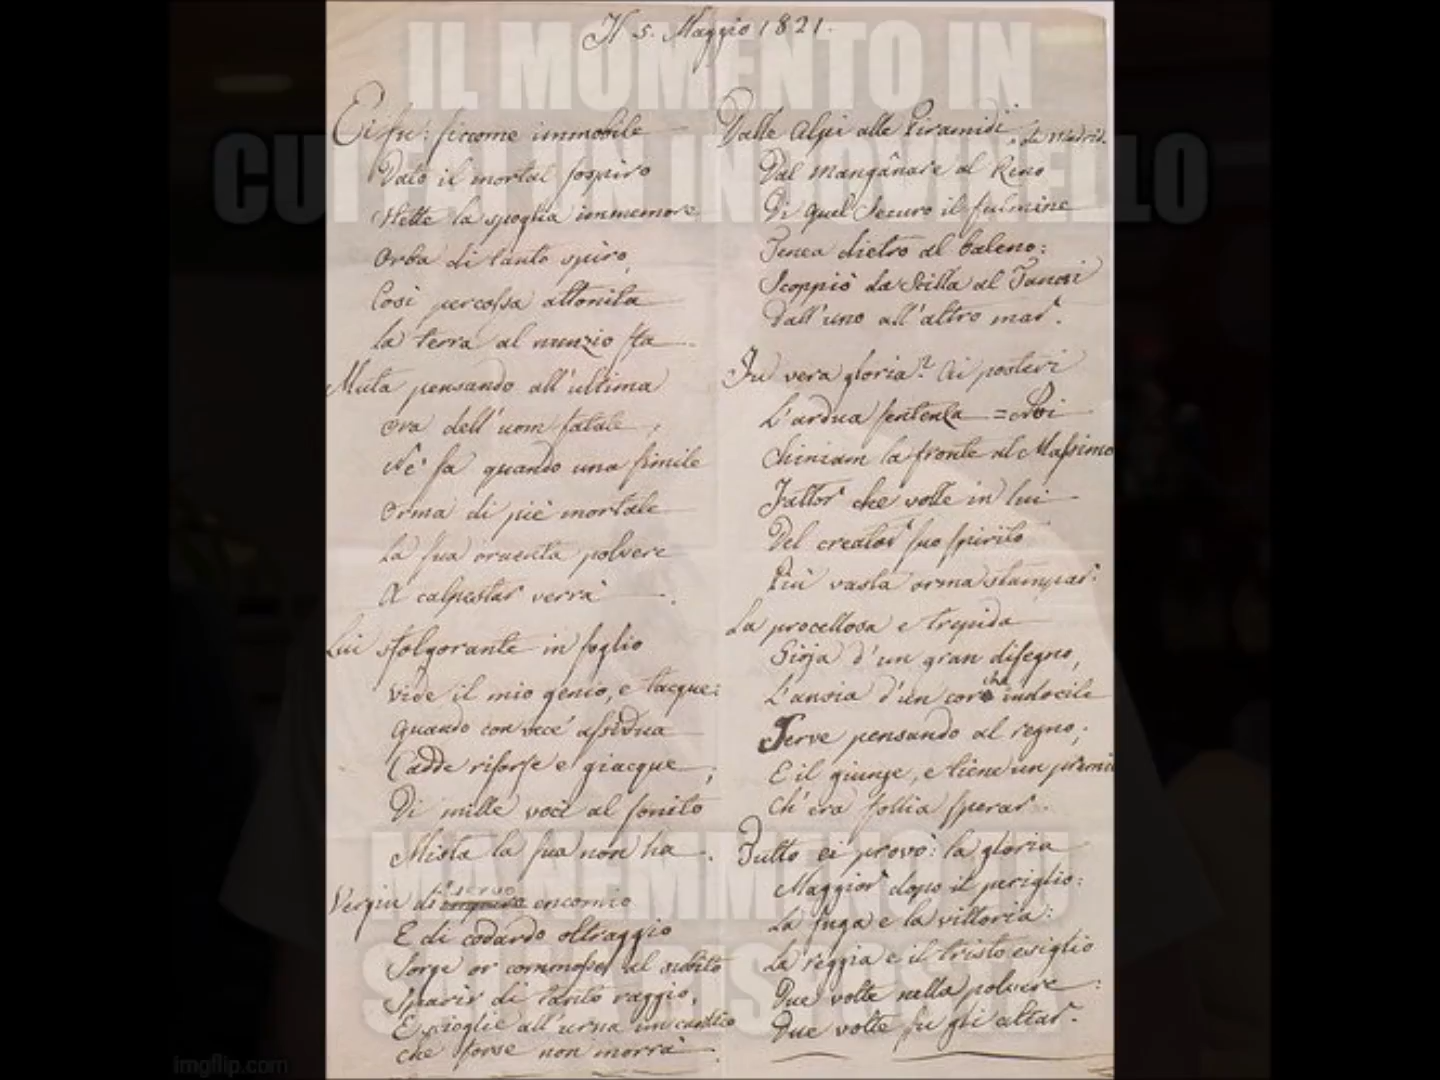 Il 5. Maggio 1821.
Ei fu: siccome immobile
Dato il mortal sospiro
Stette la spoglia immemore
Orba di tanto spiro,
Così percossa attonita
La terra al nunzio sta
Muta pensando all'ultima
ora dell'uom fatale;
Nè sa quando una simile
Orma di piè mortale
La sua cruenta polvere
A calpestar verrà.
Lui sfolgorante in soglio
vide il mio genio, e tacque:
Quando con vece assidua
Cadde risorse e giacque;
Di mille voci al sonito
Mista la sua non ha.
Vergin di servo encomio
E di codardo oltraggio
Sorge or commosso al subito
Sparir di tanto raggio,
E scioglie all'urna un cantico
che forse non morrà.
Dalle Alpi alle Piramidi
Dal manzanare al Reno
Di quel securo il fulmine
Tenea dietro al baleno:
Scoppiò da Scilla al Tanai
Dall'uno all'altro mar.
Fu vera gloria? Ai posteri
L'ardua sentenza = Noi
Chiniam la fronte al Massimo
Fattor che volle in lui
Del creator suo spirito
Più vasta orma stampar.
La procellosa e trepida
Gioja d'un gran disegno,
L'ansia d'un cor che indocile
Serve pensando al regno;
E il giunge, e tiene un premio
Ch'era follia sperar.
Tutto ei provò: la gloria
Maggior dopo il periglio:
La fuga e la vittoria:
La reggia e il tristo esiglio
Due volte nella polvere:
Due volte su gli altar.
IL MOMENTO IN
CUI FAI UN INDOVINELLO
MA NEMMENO TU
SAI LA RISPOSTA
imgflip.com